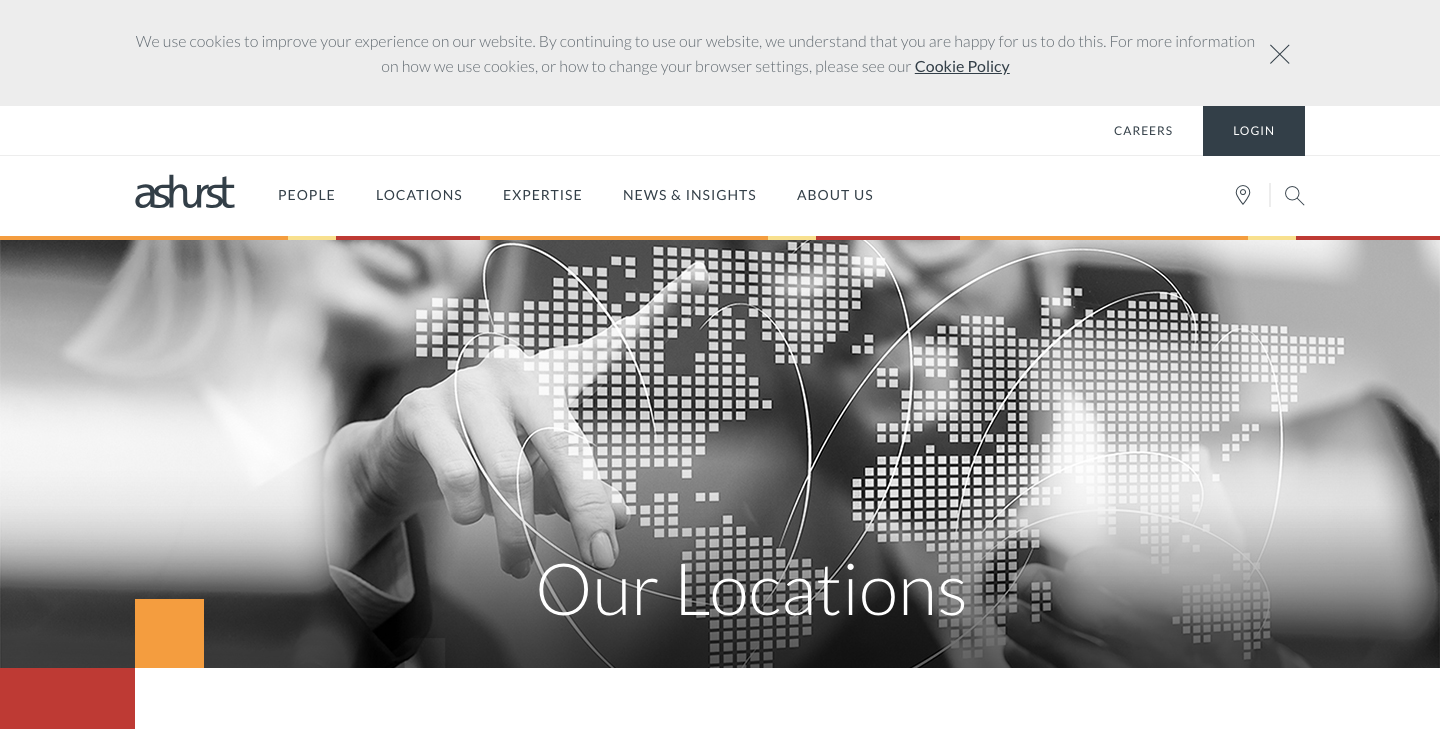 We use cookies to improve your experience on our website. By continuing to use our website, we understand that you are happy for us to do this. For more information
on how we use cookies, or how to change your browser settings, please see our Cookie Policy
CAREERS
LOGIN
ashurst
PEOPLE
LOCATIONS
EXPERTISE
NEWS & INSIGHTS
ABOUT US
Our Locations